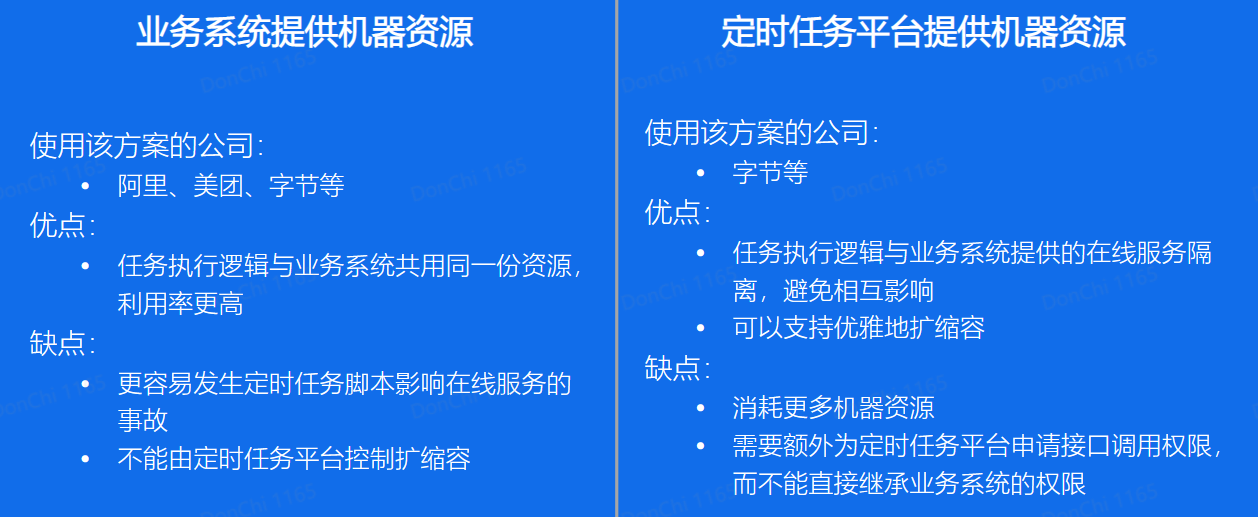 业务系统提供机器资源
使用该方案的公司：
• 阿里、美团、字节等
优点：
• 任务执行逻辑与业务系统共用同一份资源，
利用率更高
缺点：
• 更容易发生定时任务脚本影响在线服务的
事故
• 不能由定时任务平台控制扩缩容
定时任务平台提供机器资源
使用该方案的公司：
• 字节等
优点：
• 任务执行逻辑与业务系统提供的在线服务隔
离，避免相互影响
• 可以支持优雅地扩缩容
缺点：
• 消耗更多机器资源
• 需要额外为定时任务平台申请接口调用权限，
而不能直接继承业务系统的权限
DonChi 1165